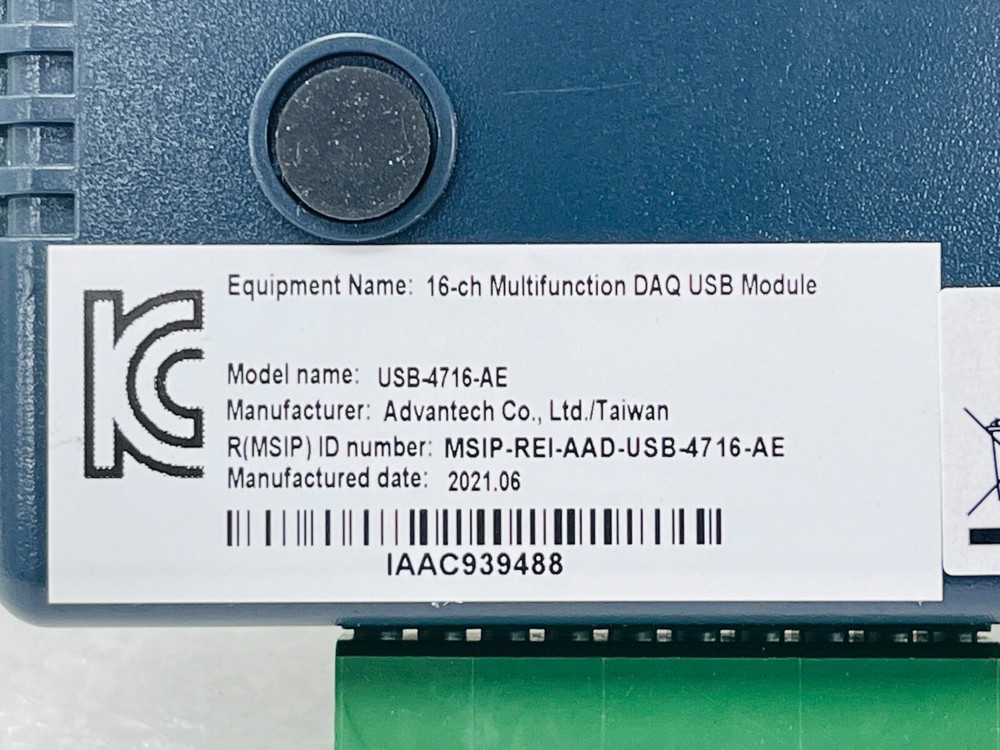 Equipment Name: 16-ch Multifunction DAQ USB Module
Model name: USB-4716-AE
Manufacturer: Advantech Co., Ltd./Taiwan
R(MSIP) ID number: MSIP-REI-AAD-USB-4716-AE
Manufactured date: 2021.06
IAAC939488